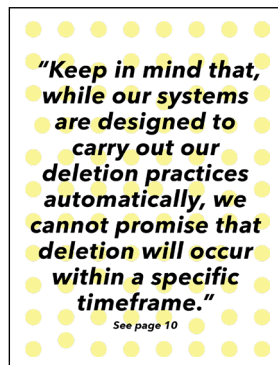 “Keep in mind that,
while our systems
are designed to
carry out our
deletion practices
automatically, we
cannot promise that
deletion will occur
within a specific
timeframe.”
See page 10